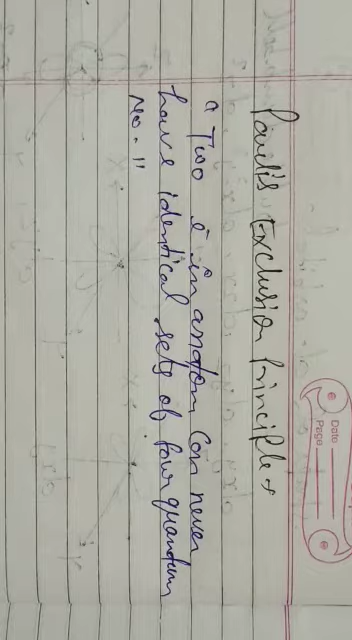 Date
Page
Pauli's Exclusion Principle →
" Two e⁻ in an atom can never
have identical sets of four quantum
no. "